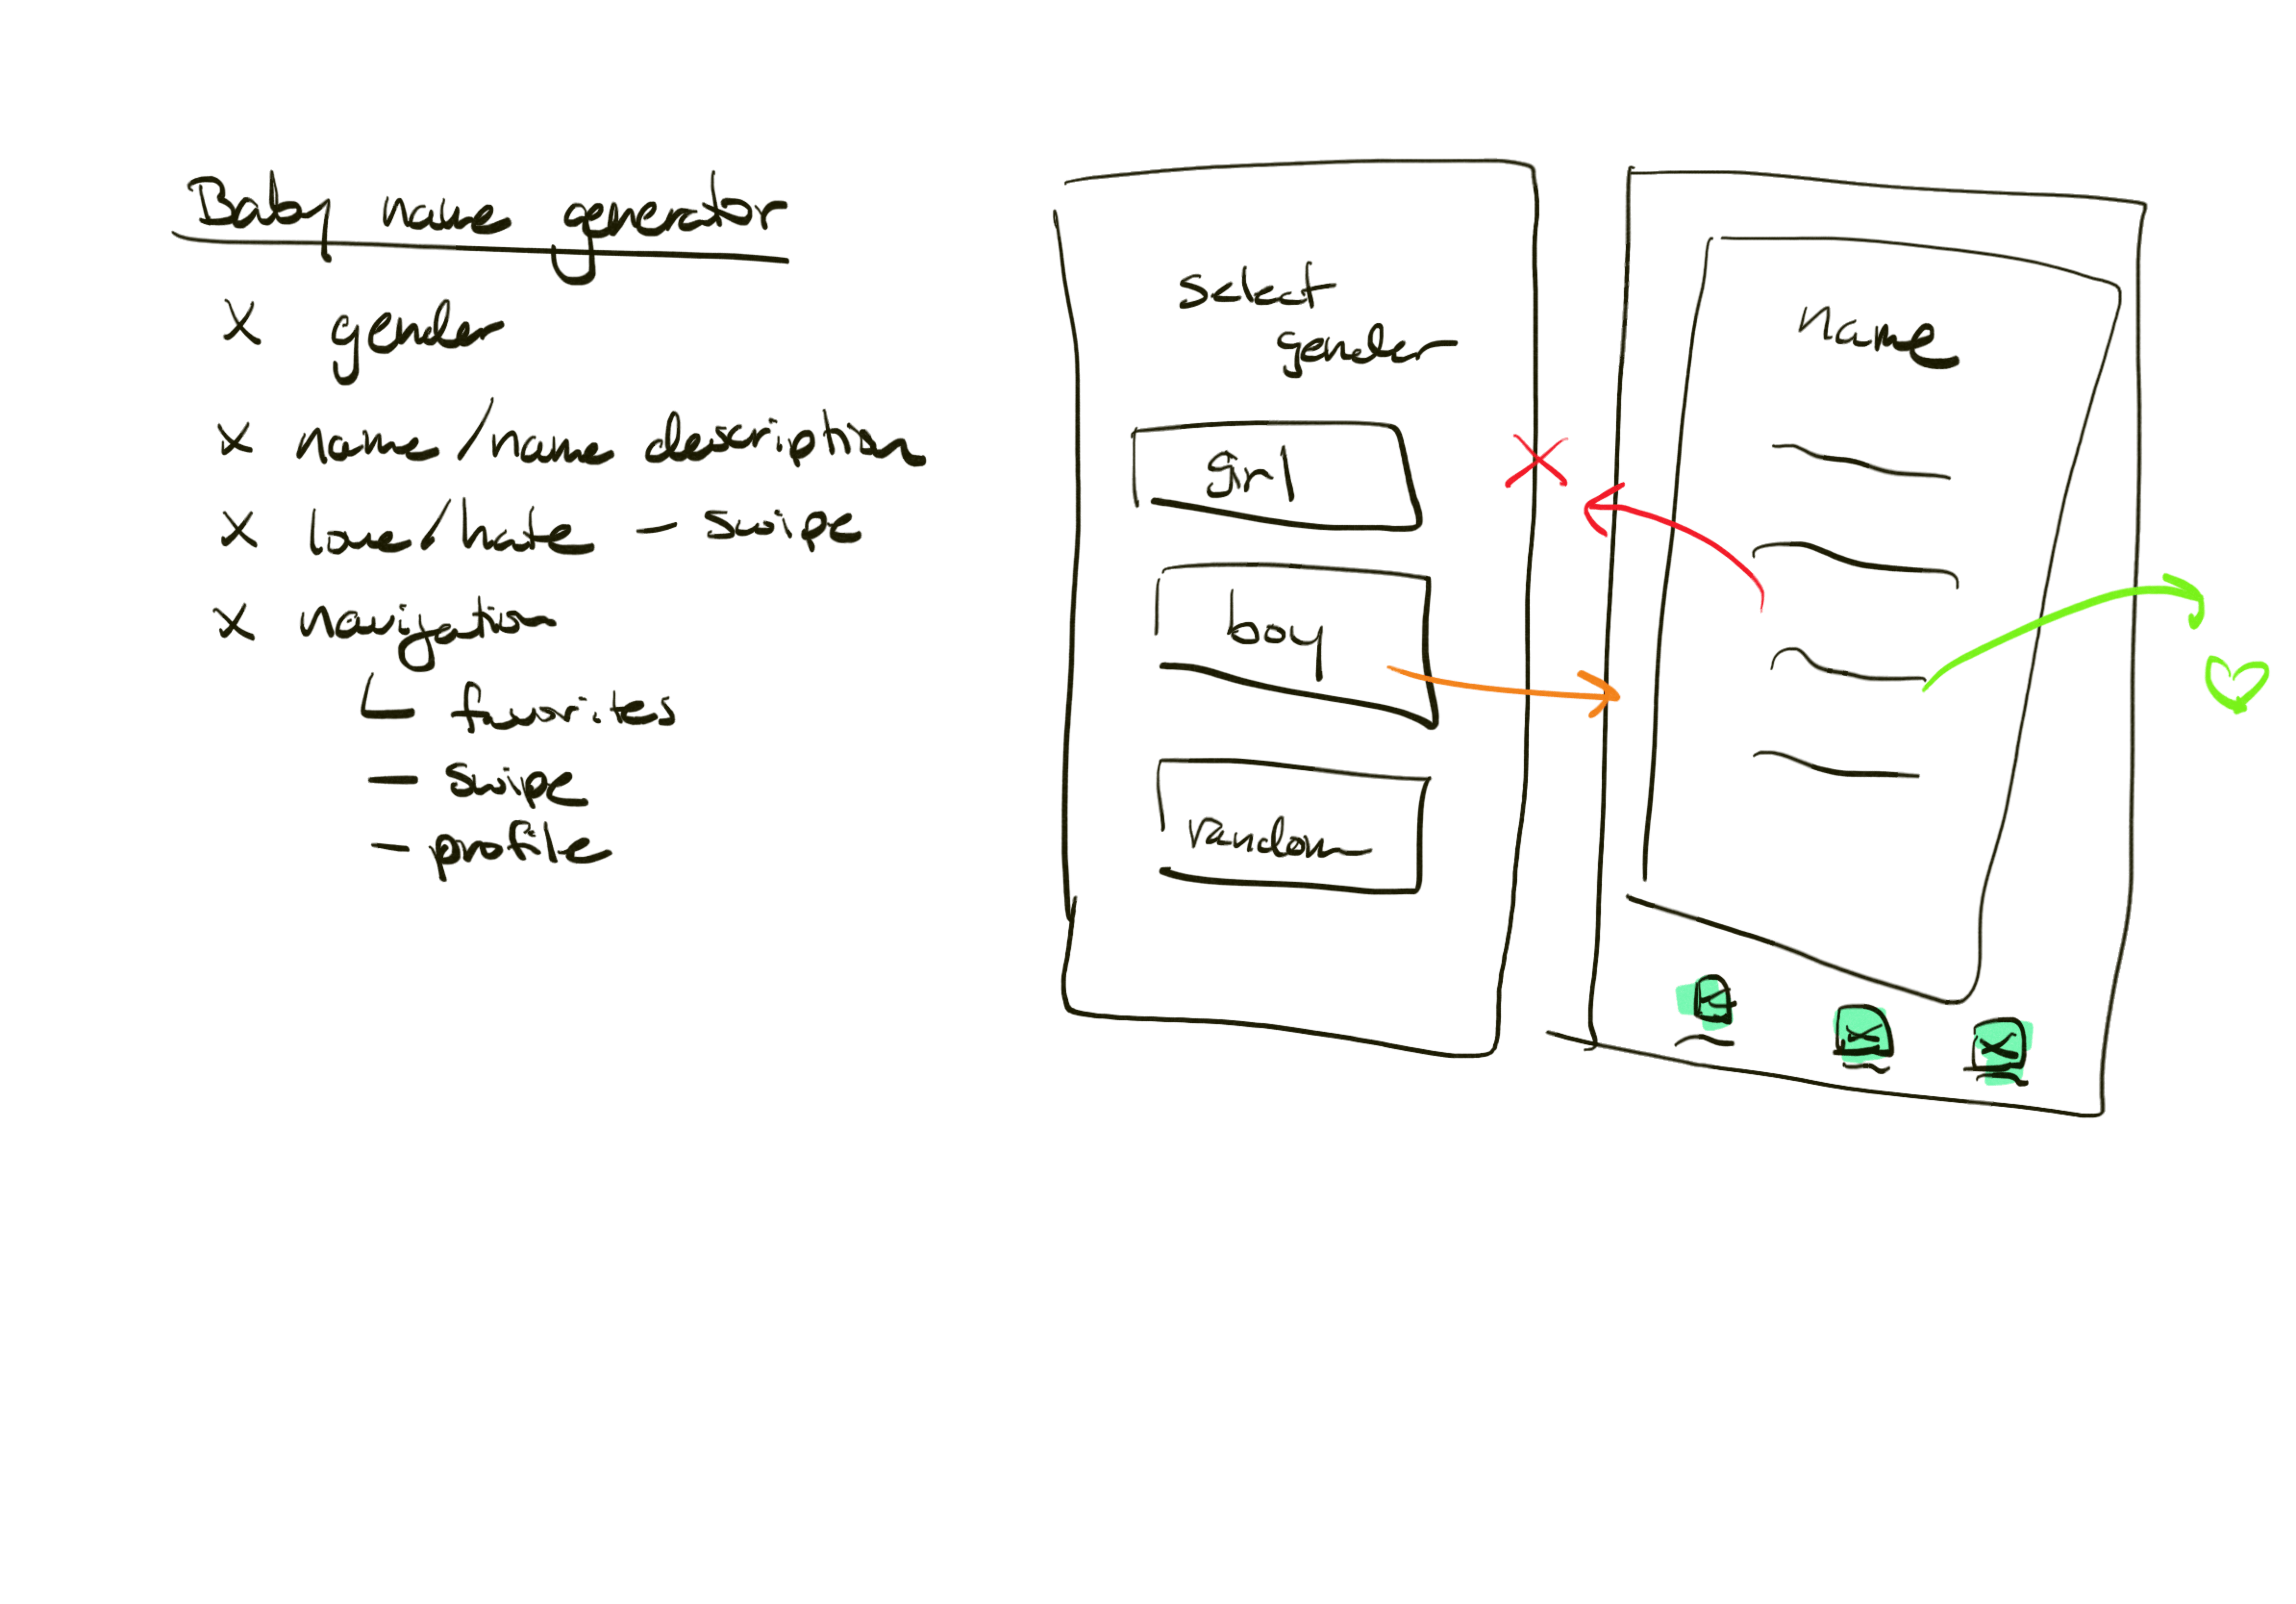 Baby name generator
x gender
x name/name description
x love/hate - swipe
x navigation
favorites
- swipe
- profile
select
gender
girl
boy
random
name